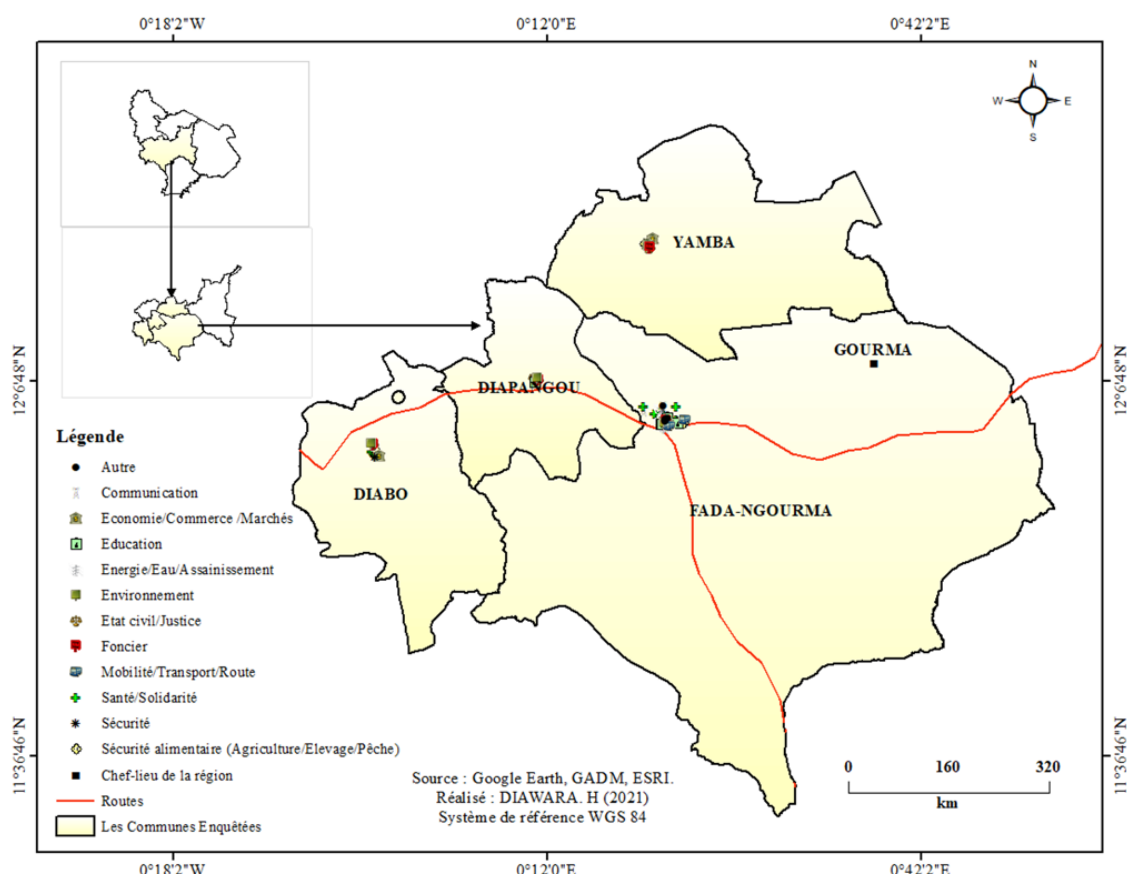 0°18'2"W 0°12'0"E 0°42'2"E
N
W E
S
YAMBA
GOURMA
12°6'48"N 12°6'48"N
DIAPANGOU
DIABO
FADA-NGOURMA
Légende
Autre
Communication
Economie/Commerce /Marchés
Education
Energie/Eau/Assainissement
Environnement
Etat civil/Justice
Foncier
Mobilité/Transport/Route
Santé/Solidarité
Sécurité
Sécurité alimentaire (Agriculture/Elevage/Pêche)
Chef-lieu de la région
Routes
Les Communes Enquêtées
11°36'46"N 11°36'46"N
Source : Google Earth, GADM, ESRI.
Réalisé : DIAWARA. H (2021)
Système de référence WGS 84
0 160 320
km
0°18'2"W 0°12'0"E 0°42'2"E